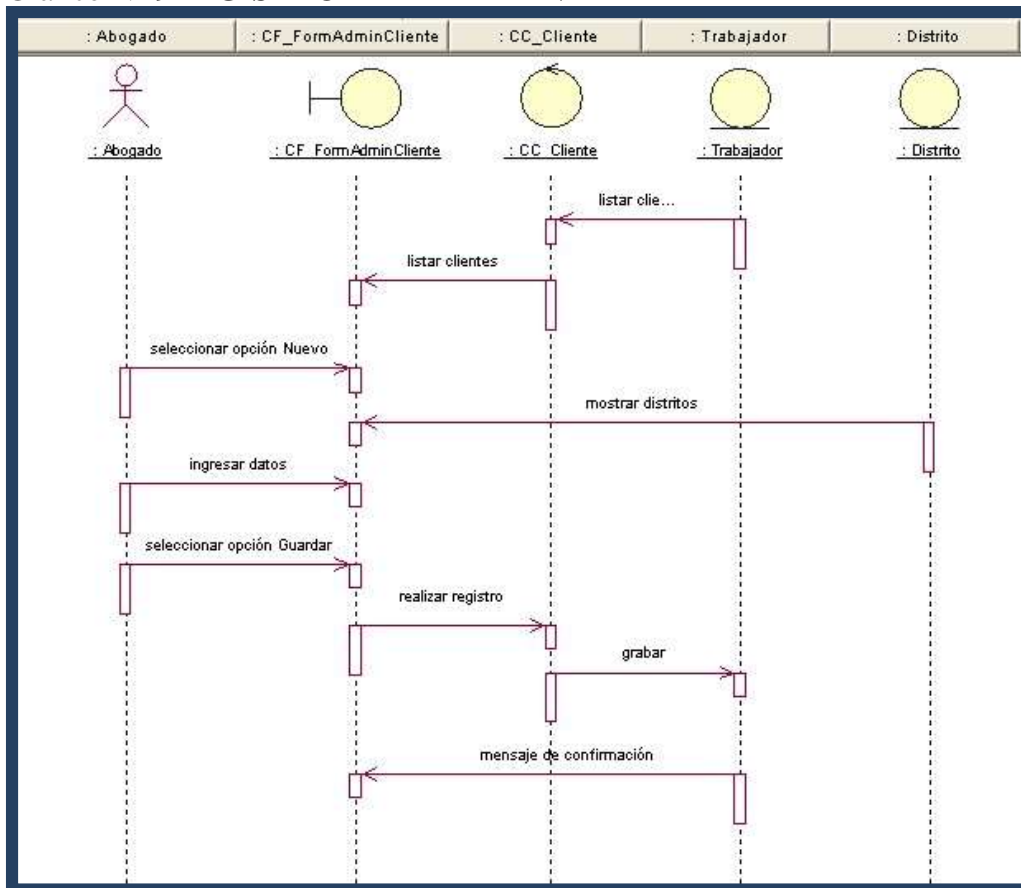 : Abogado
: CF_FormAdminCliente
: CC_Cliente
: Trabajador
: Distrito
: Abogado
: CF_FormAdminCliente
: CC_Cliente
: Trabajador
: Distrito
listar clie...
listar clientes
seleccionar opción Nuevo
mostrar distritos
ingresar datos
seleccionar opción Guardar
realizar registro
grabar
mensaje de confirmación